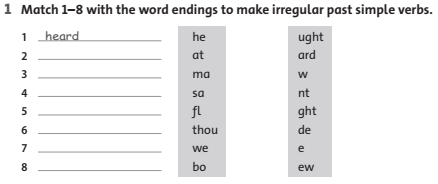 1 Match 1–8 with the word endings to make irregular past simple verbs.
1 heard he ught
2 at ard
3 ma w
4 sa nt
5 fl ght
6 thou de
7 we e
8 bo ew